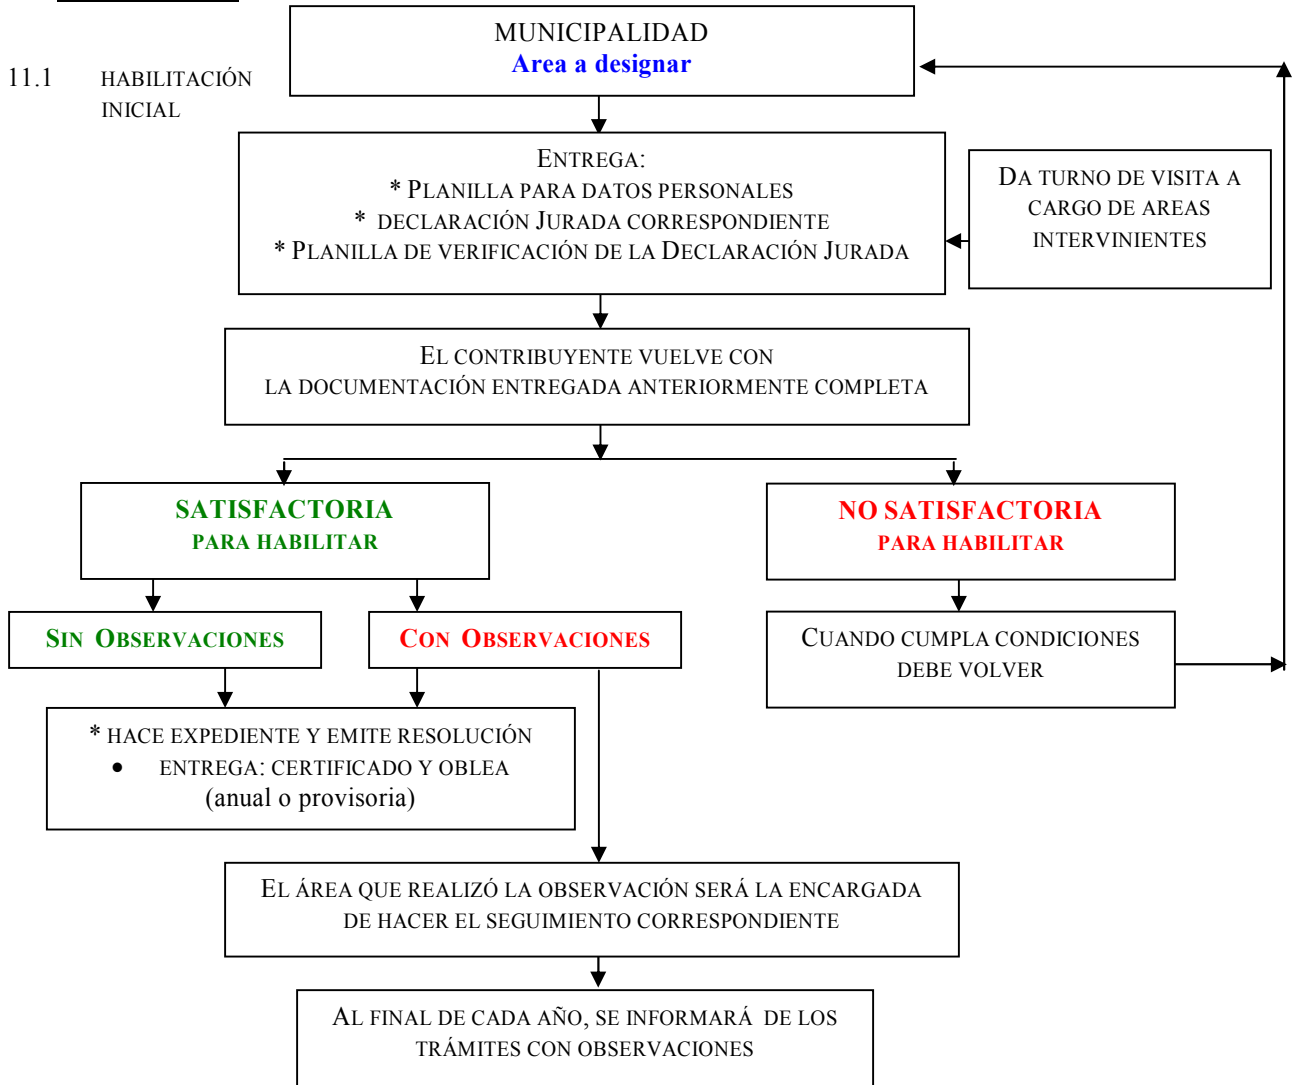 MUNICIPALIDAD
Area a designar
11.1 HABILITACIÓN
INICIAL
ENTREGA:
* PLANILLA PARA DATOS PERSONALES
* DECLARACIÓN JURADA CORRESPONDIENTE
* PLANILLA DE VERIFICACIÓN DE LA DECLARACIÓN JURADA
DA TURNO DE VISITA A
CARGO DE AREAS
INTERVINIENTES
EL CONTRIBUYENTE VUELVE CON
LA DOCUMENTACIÓN ENTREGADA ANTERIORMENTE COMPLETA
SATISFACTORIA
PARA HABILITAR
NO SATISFACTORIA
PARA HABILITAR
SIN OBSERVACIONES
CON OBSERVACIONES
CUANDO CUMPLA CONDICIONES
DEBE VOLVER
* HACE EXPEDIENTE Y EMITE RESOLUCIÓN
• ENTREGA: CERTIFICADO Y OBLEA
(anual o provisoria)
EL ÁREA QUE REALIZÓ LA OBSERVACIÓN SERÁ LA ENCARGADA
DE HACER EL SEGUIMIENTO CORRESPONDIENTE
AL FINAL DE CADA AÑO, SE INFORMARÁ DE LOS
TRÁMITES CON OBSERVACIONES